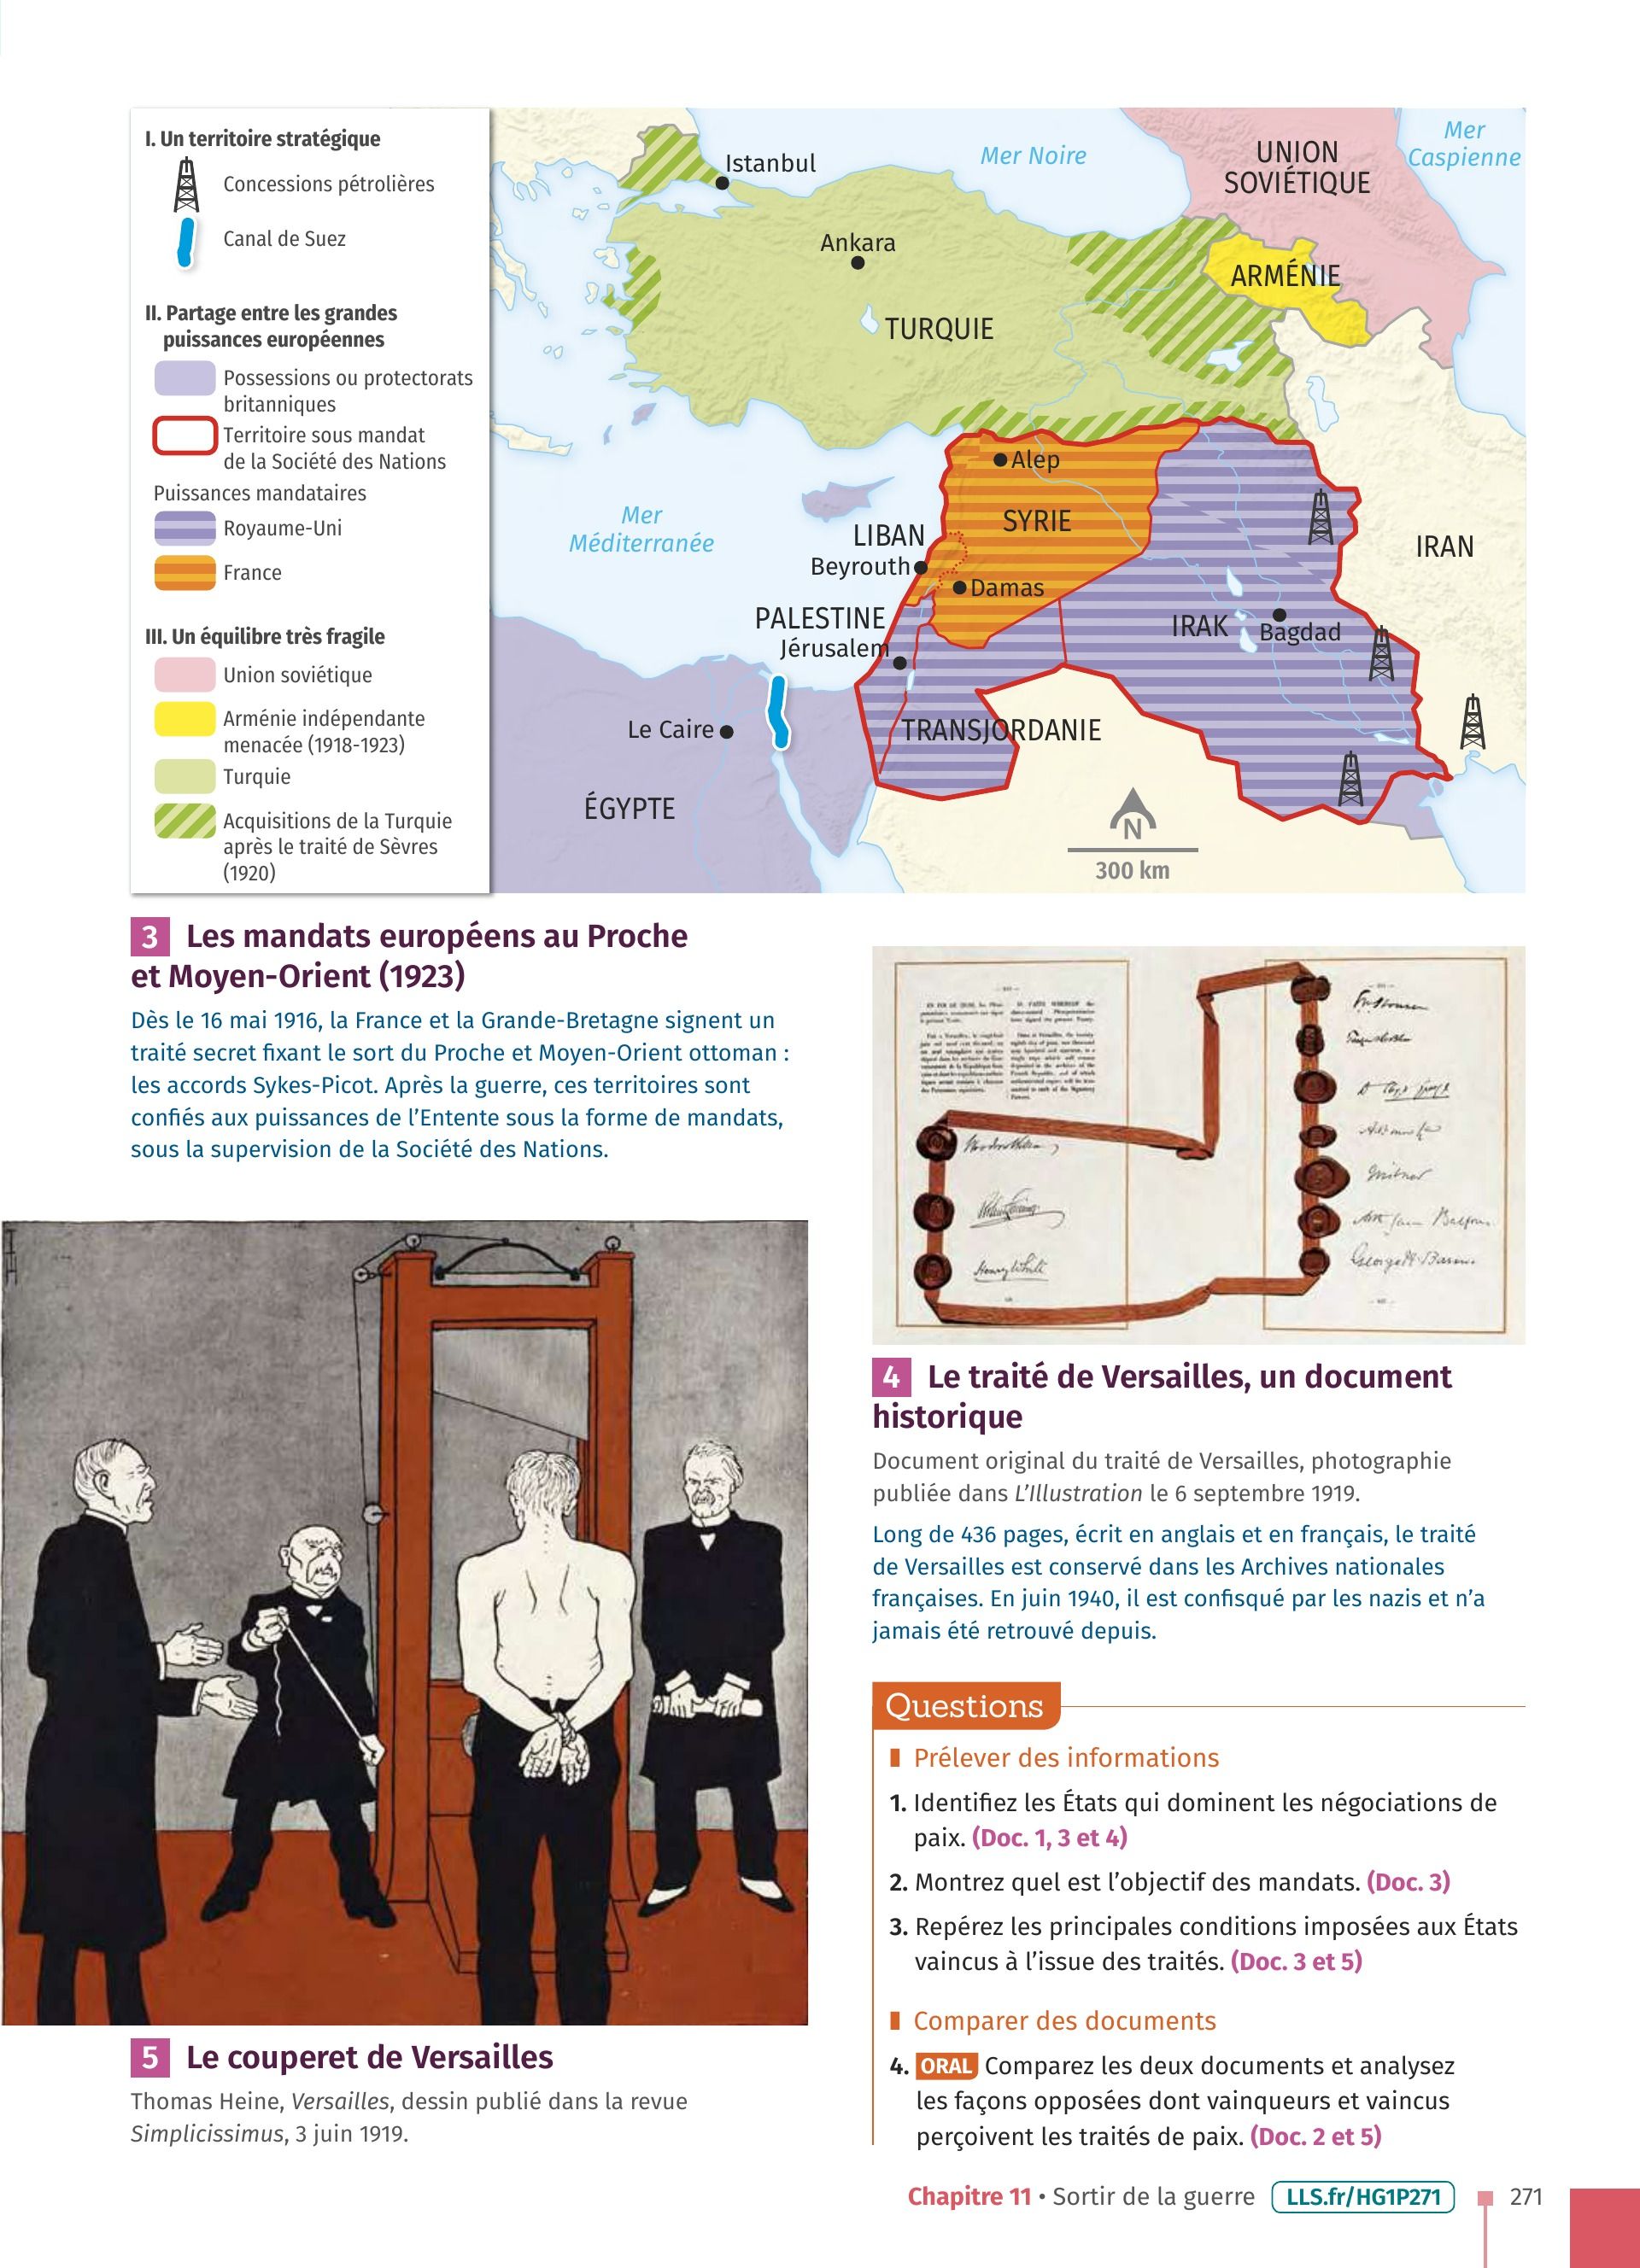 I. Un territoire stratégique
Concessions pétrolières
Canal de Suez
II. Partage entre les grandes
puissances européennes
Possessions ou protectorats
britanniques
Territoire sous mandat
de la Société des Nations
Puissances mandataires
Royaume-Uni
France
III. Un équilibre très fragile
Union soviétique
Arménie indépendante
menacée (1918-1923)
Turquie
Acquisitions de la Turquie
après le traité de Sèvres
(1920)
Istanbul
Mer Noire
UNION
SOVIÉTIQUE
Mer
Caspienne
Ankara
ARMÉNIE
TURQUIE
Alep
SYRIE
Mer
Méditerranée
LIBAN
Beyrouth
Damas
IRAN
PALESTINE
Jérusalem
IRAK
Bagdad
Le Caire
TRANSJORDANIE
ÉGYPTE
N
300 km
3 Les mandats européens au Proche
et Moyen-Orient (1923)
Dès le 16 mai 1916, la France et la Grande-Bretagne signent un
traité secret fixant le sort du Proche et Moyen-Orient ottoman :
les accords Sykes-Picot. Après la guerre, ces territoires sont
confiés aux puissances de l’Entente sous la forme de mandats,
sous la supervision de la Société des Nations.
4 Le traité de Versailles, un document
historique
Document original du traité de Versailles, photographie
publiée dans L’Illustration le 6 septembre 1919.
Long de 436 pages, écrit en anglais et en français, le traité
de Versailles est conservé dans les Archives nationales
françaises. En juin 1940, il est confisqué par les nazis et n’a
jamais été retrouvé depuis.
5 Le couperet de Versailles
Thomas Heine, Versailles, dessin publié dans la revue
Simplicissimus, 3 juin 1919.
Questions
Prélever des informations
1. Identifiez les États qui dominent les négociations de
paix. (Doc. 1, 3 et 4)
2. Montrez quel est l’objectif des mandats. (Doc. 3)
3. Repérez les principales conditions imposées aux États
vaincus à l’issue des traités. (Doc. 3 et 5)
Comparer des documents
4. ORAL Comparez les deux documents et analysez
les façons opposées dont vainqueurs et vaincus
perçoivent les traités de paix. (Doc. 2 et 5)
Chapitre 11 • Sortir de la guerre LLS.fr/HG1P271 271